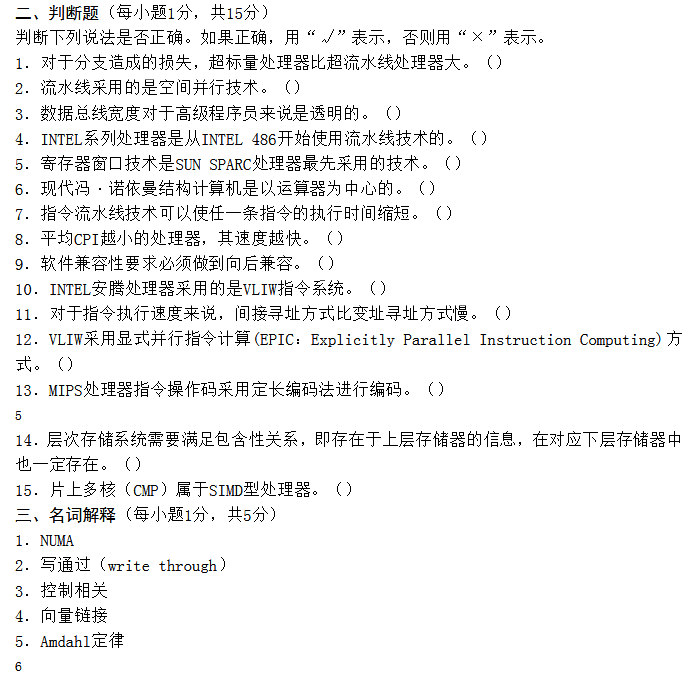 二、判断题（每小题1分，共15分）
判断下列说法是否正确。如果正确，用“√”表示，否则用“×”表示。
1．对于分支造成的损失，超标量处理器比超流水线处理器大。（）
2．流水线采用的是空间并行技术。（）
3．数据总线宽度对于高级程序员来说是透明的。（）
4．INTEL系列处理器是从INTEL 486开始使用流水线技术的。（）
5．寄存器窗口技术是SUN SPARC处理器最先采用的技术。（）
6．现代冯·诺依曼结构计算机是以运算器为中心的。（）
7．指令流水线技术可以使任一条指令的执行时间缩短。（）
8．平均CPI越小的处理器，其速度越快。（）
9．软件兼容性要求必须做到向后兼容。（）
10．INTEL安腾处理器采用的是VLIW指令系统。（）
11．对于指令执行速度来说，间接寻址方式比变址寻址方式慢。（）
12．VLIW采用显式并行指令计算(EPIC：Explicitly Parallel Instruction Computing)方
式。（）
13．MIPS处理器指令操作码采用定长编码法进行编码。（）
5
14．层次存储系统需要满足包含性关系，即存在于上层存储器的信息，在对应下层存储器中
也一定存在。（）
15．片上多核（CMP）属于SIMD型处理器。（）
三、名词解释（每小题1分，共5分）
1．NUMA
2．写通过（write through）
3．控制相关
4．向量链接
5．Amdahl定律
6